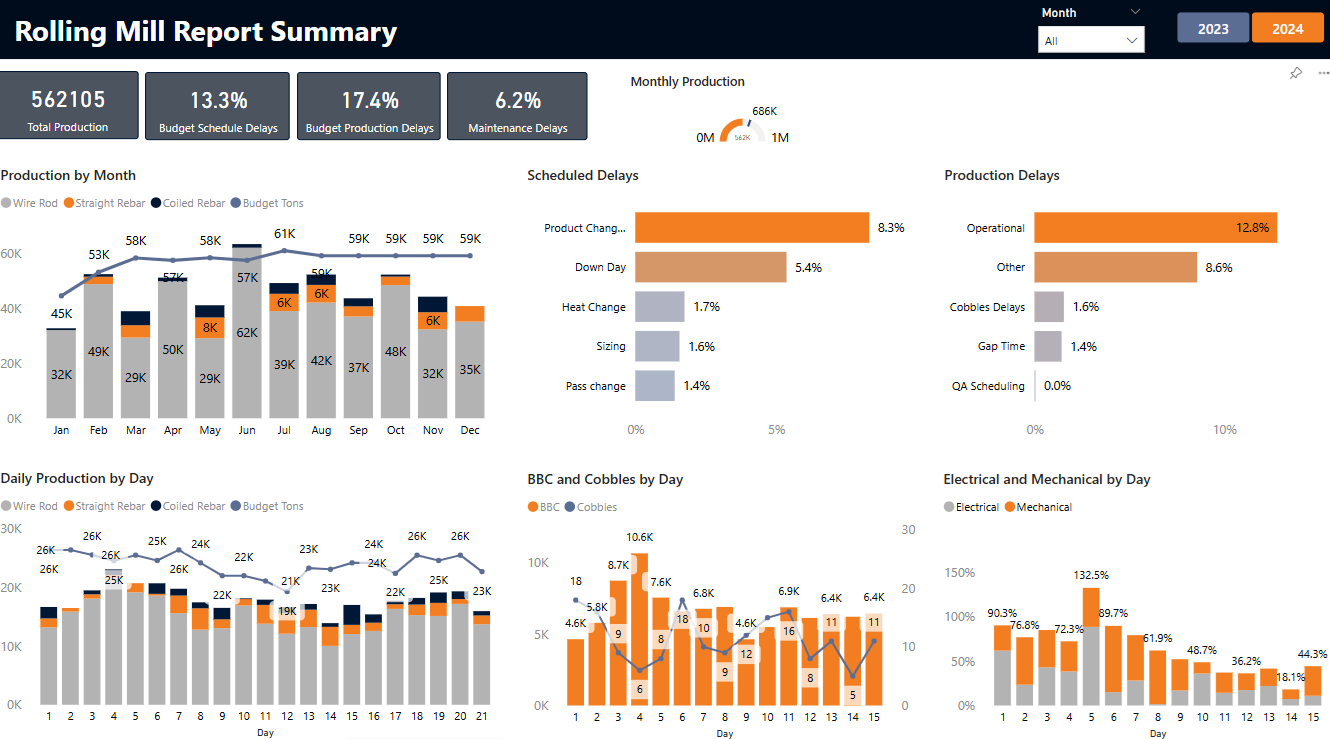 Rolling Mill Report Summary
Month
All
2023
2024
562105
Total Production
13.3%
Budget Schedule Delays
17.4%
Budget Production Delays
6.2%
Maintenance Delays
Monthly Production
686K
0M
562K
1M
Production by Month
Wire Rod Straight Rebar Coiled Rebar Budget Tons
60K
40K
20K
0K
45K
53K
58K
57K
58K
57K
61K
59K
59K
59K
59K
59K
8K
6K
6K
6K
32K
49K
29K
50K
29K
62K
39K
42K
37K
48K
32K
35K
Jan Feb Mar Apr May Jun Jul Aug Sep Oct Nov Dec
Scheduled Delays
Product Chang... 8.3%
Down Day 5.4%
Heat Change 1.7%
Sizing 1.6%
Pass change 1.4%
0% 5%
Production Delays
Operational 12.8%
Other 8.6%
Cobbles Delays 1.6%
Gap Time 1.4%
QA Scheduling 0.0%
0% 10%
Daily Production by Day
Wire Rod Straight Rebar Coiled Rebar Budget Tons
30K
20K
10K
0K
26K
26K
26K
26K
25K
25K
26K
24K
22K
22K
21K
19K
23K
23K
24K
24K
22K
26K
25K
26K
23K
1 2 3 4 5 6 7 8 9 10 11 12 13 14 15 16 17 18 19 20 21
Day
BBC and Cobbles by Day
BBC Cobbles
10K
5K
0K
30
20
10
0
18
4.6K
5.8K
8.7K
9
10.6K
6
7.6K
8
18
6.8K
10
9
4.6K
12
6.9K
16
8
6.4K
11
5
6.4K
11
1 2 3 4 5 6 7 8 9 10 11 12 13 14 15
Day
Electrical and Mechanical by Day
Electrical Mechanical
150%
100%
50%
0%
90.3%
76.8%
72.3%
132.5%
89.7%
61.9%
48.7%
36.2%
18.1%
44.3%
1 2 3 4 5 6 7 8 9 10 11 12 13 14 15
Day